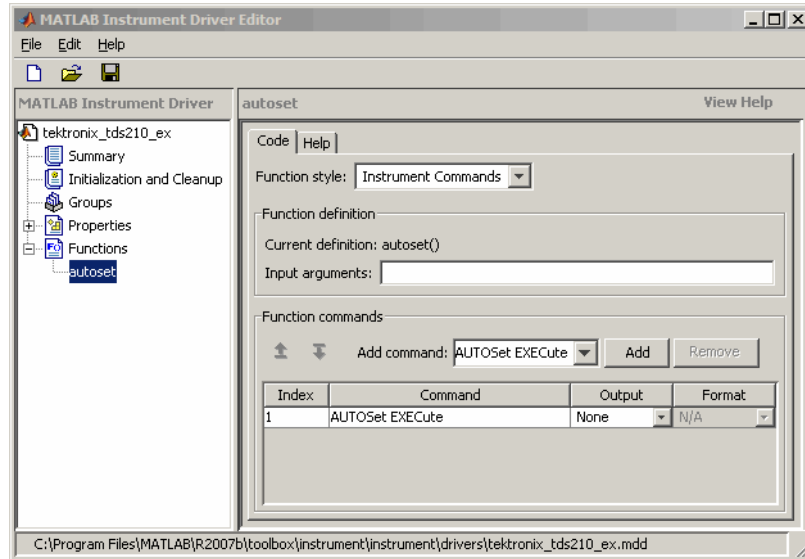 MATLAB Instrument Driver Editor
File Edit Help
MATLAB Instrument Driver
autoset View Help
tektronix_tds210_ex
Summary
Initialization and Cleanup
Groups
Properties
Functions
autoset
Code Help
Function style: Instrument Commands
Function definition
Current definition: autoset()
Input arguments:
Function commands
Add command: AUTOSet EXECute Add Remove
Index Command Output Format
1 AUTOSet EXECute None N/A
C:\Program Files\MATLAB\R2007b\toolbox\instrument\instrument\drivers\tektronix_tds210_ex.mdd